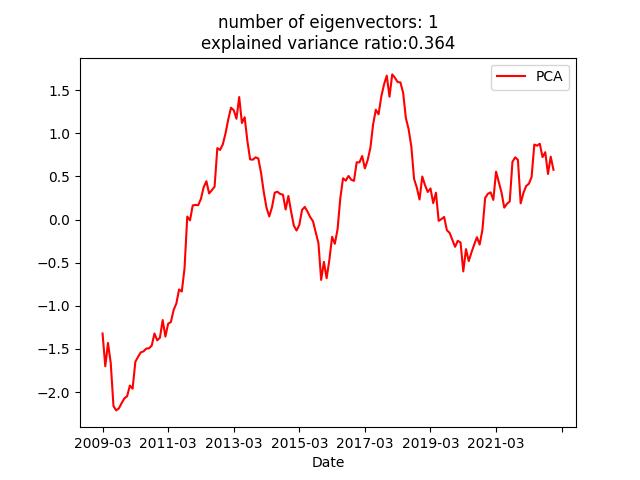 number of eigenvectors: 1
explained variance ratio:0.364
PCA
1.5
1.0
0.5
0.0
−0.5
−1.0
−1.5
−2.0
2009-03 2011-03 2013-03 2015-03 2017-03 2019-03 2021-03
Date